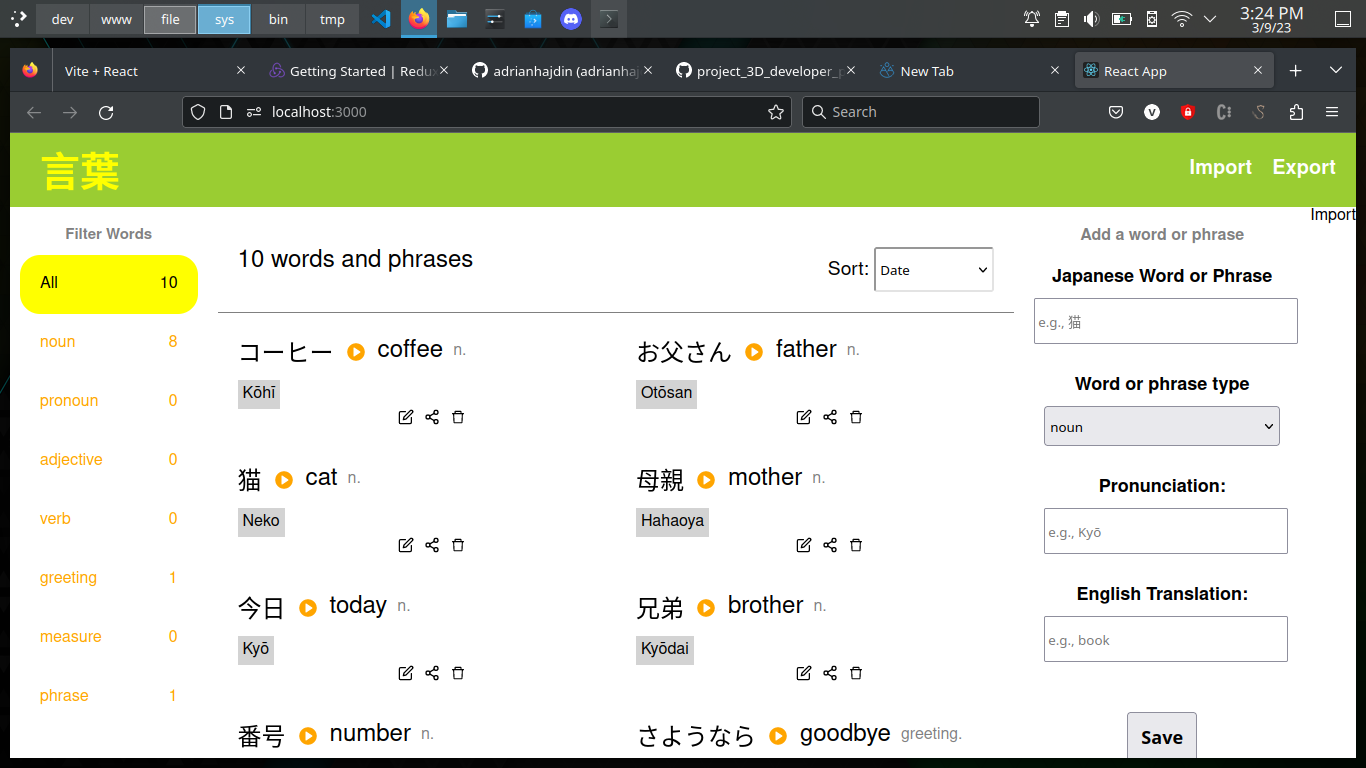 dev www file sys bin tmp 3:24 PM
3/9/23
Vite + React Getting Started | Redux adrianhajdin (adrianha project_3D_developer_p New Tab React App
localhost:3000 Search
言葉 Import Export
Import
Filter Words
All 10
noun 8
pronoun 0
adjective 0
verb 0
greeting 1
measure 0
phrase 1
10 words and phrases Sort: Date
コーヒー coffee n.
Kōhī
お父さん father n.
Otōsan
猫 cat n.
Neko
母親 mother n.
Hahaoya
今日 today n.
Kyō
兄弟 brother n.
Kyōdai
番号 number n.
さようなら goodbye greeting.
Add a word or phrase
Japanese Word or Phrase
e.g., 猫
Word or phrase type
noun
Pronunciation:
e.g., Kyō
English Translation:
e.g., book
Save